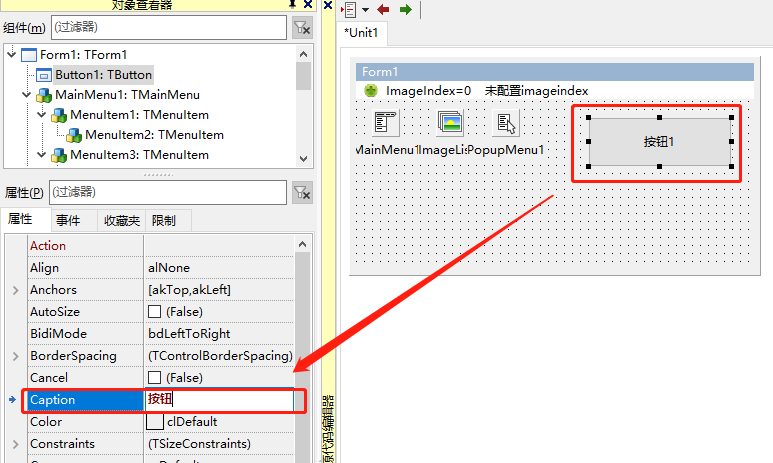 对象查看器
组件(m) (过滤器)
Form1: TForm1
Button1: TButton
MainMenu1: TMainMenu
MenuItem1: TMenuItem
MenuItem2: TMenuItem
MenuItem3: TMenuItem
属性(P) (过滤器)
属性 事件 收藏夹 限制
Action
Align alNone
Anchors [akTop,akLeft]
AutoSize (False)
BidiMode bdLeftToRight
BorderSpacing (TControlBorderSpacing)
Cancel (False)
Caption 按钮
Color clDefault
Constraints (TSizeConstraints)
源代码编辑器
*Unit1
Form1
ImageIndex=0 未配置imageindex
MainMenu1 ImageLis PopupMenu1
按钮1